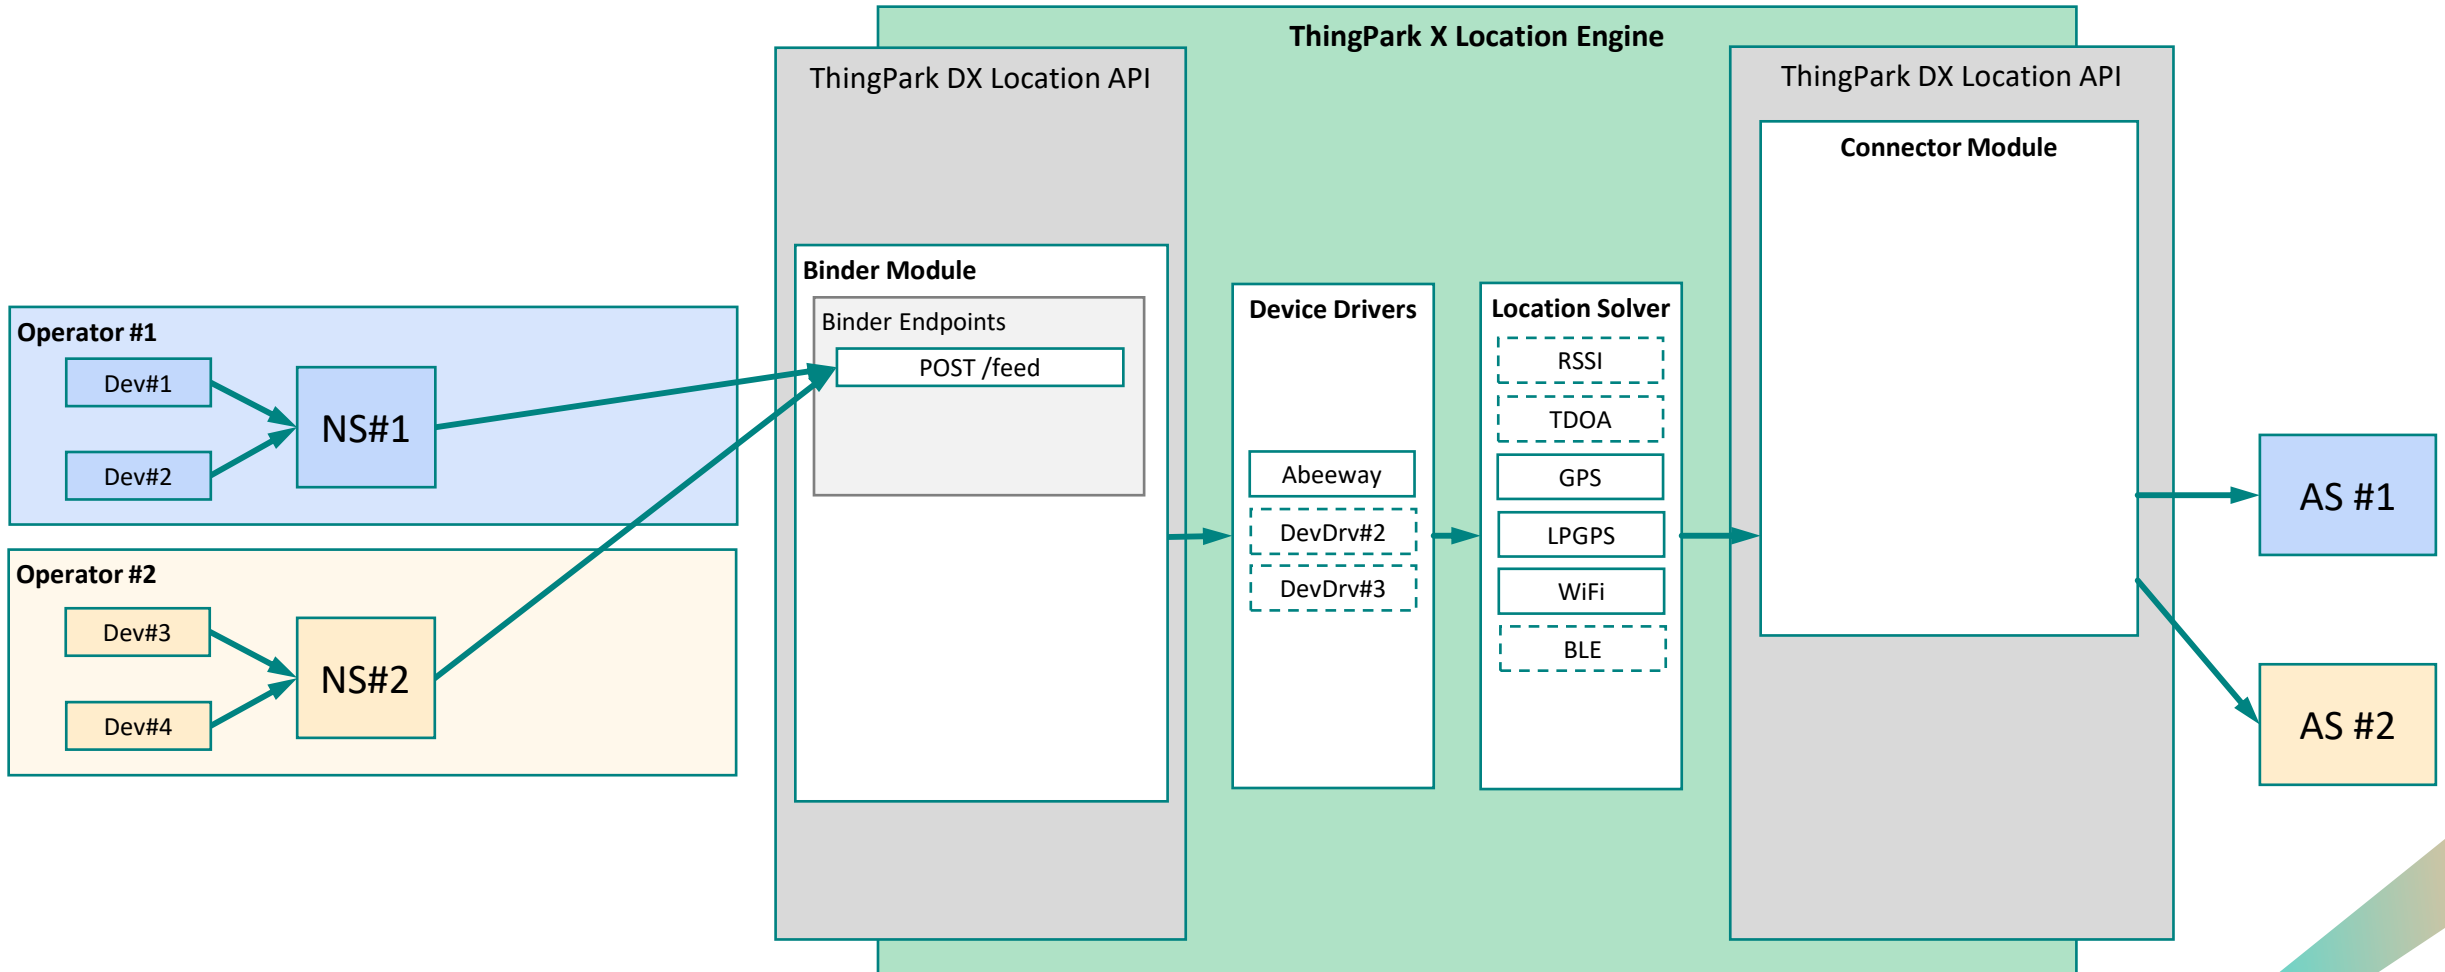 ThingPark X Location Engine
ThingPark DX Location API
Binder Module
Binder Endpoints
POST /feed
Operator #1
Dev#1
Dev#2
NS#1
Operator #2
Dev#3
Dev#4
NS#2
Device Drivers
Abeeway
DevDrv#2
DevDrv#3
Location Solver
RSSI
TDOA
GPS
LPGPS
WiFi
BLE
ThingPark DX Location API
Connector Module
AS #1
AS #2